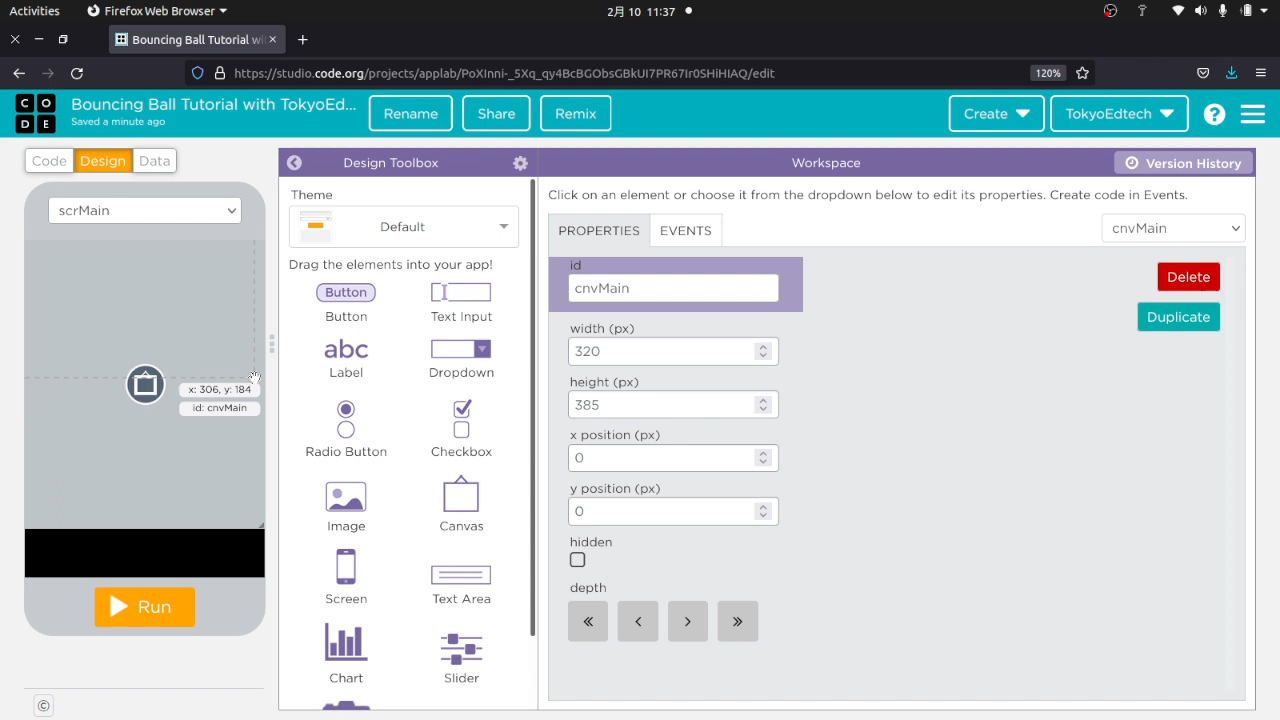 Activities
Firefox Web Browser
2月 10 11:37
Bouncing Ball Tutorial wi
https://studio.code.org/projects/applab/PoXInni-_5Xq_qy4BcBGObsGBkUI7PR67Ir0SHiHIAQ/edit
120%
CODE
Bouncing Ball Tutorial with TokyoEd...
Saved a minute ago
Rename
Share
Remix
Create
TokyoEdtech
?
Code
Design
Data
Design Toolbox
Workspace
Version History
scrMain
x: 306, y: 184
id: cnvMain
Run
©
Theme
Default
Drag the elements into your app!
Button
Button
Text Input
abc
Label
Dropdown
Radio Button
Checkbox
Image
Canvas
Screen
Text Area
Chart
Slider
Click on an element or choose it from the dropdown below to edit its properties. Create code in Events.
PROPERTIES
EVENTS
cnvMain
id
cnvMain
Delete
Duplicate
width (px)
320
height (px)
385
x position (px)
0
y position (px)
0
hidden
depth
« ‹ › »